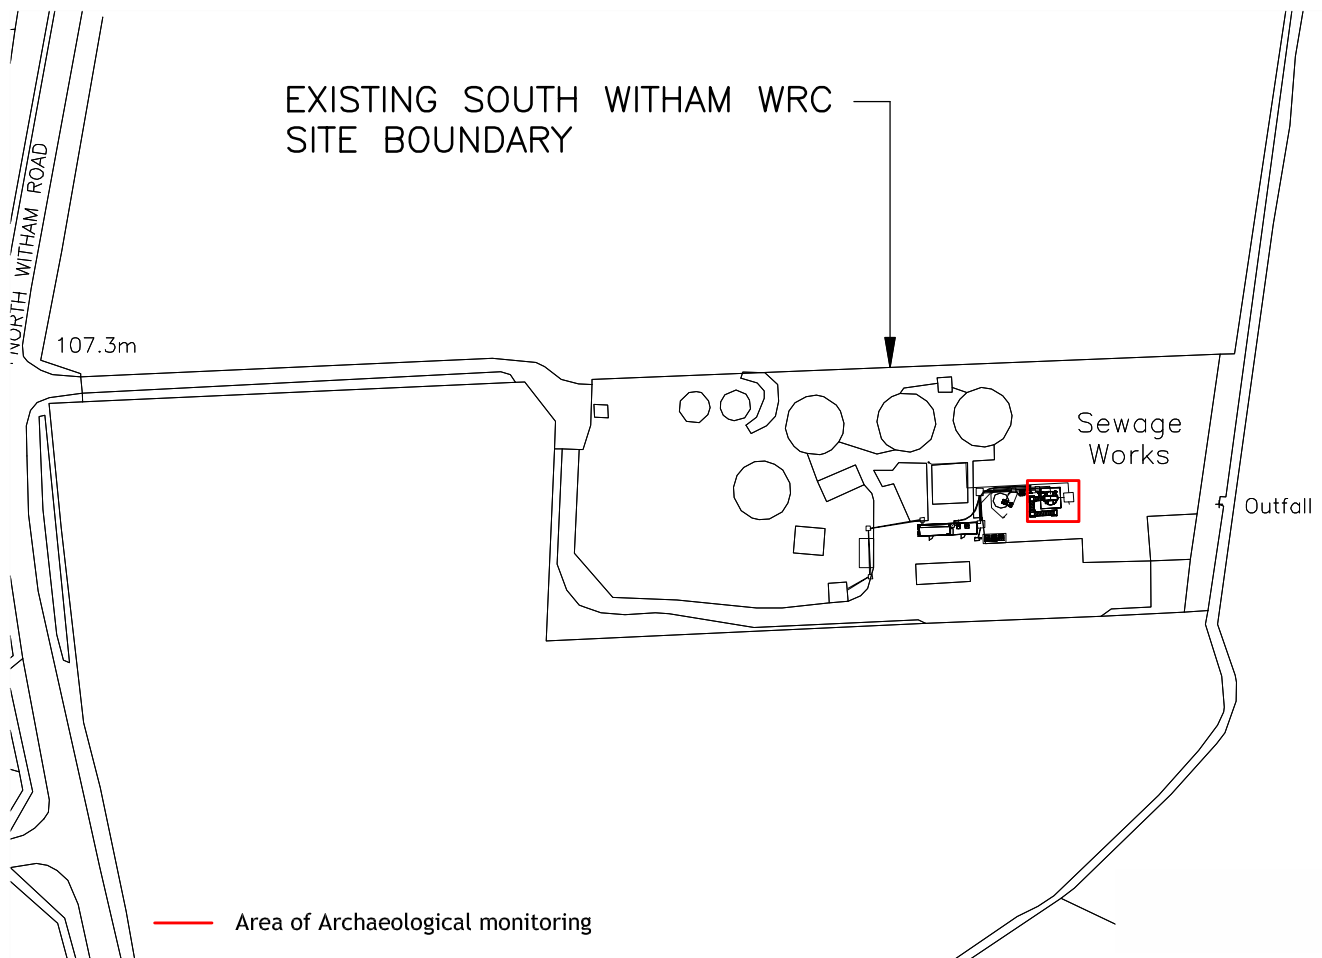 EXISTING SOUTH WITHAM WRC
SITE BOUNDARY
NORTH WITHAM ROAD
107.3m
Sewage
Works
Outfall
Area of Archaeological monitoring